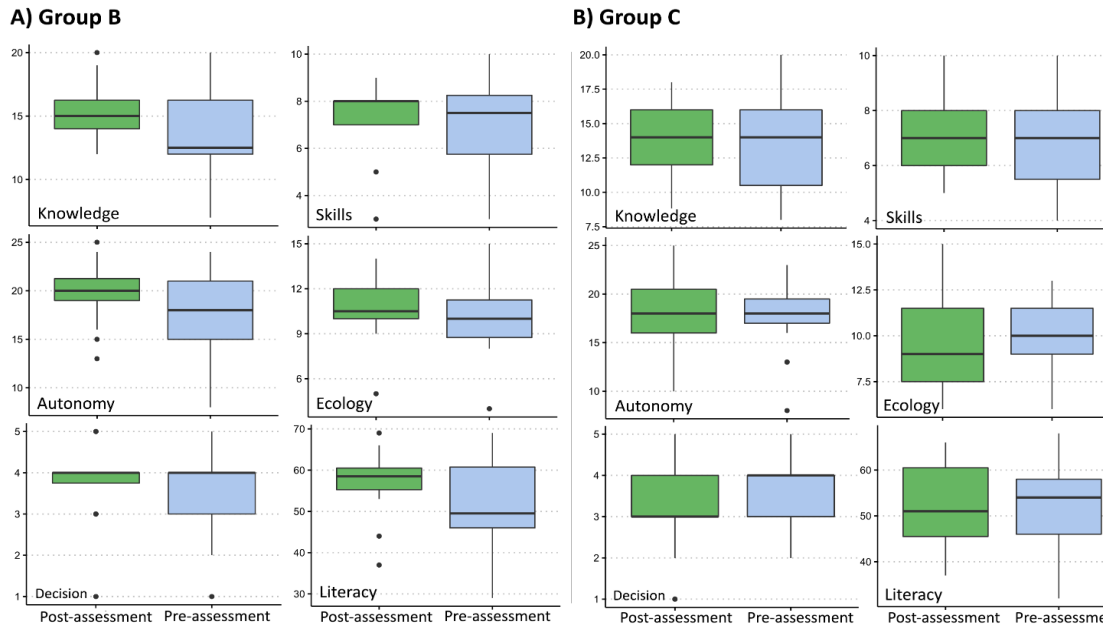 A) Group B
B) Group C
20
15
10
Knowledge
10
8
6
4
Skills
20.0
17.5
15.0
12.5
10.0
7.5
Knowledge
10
8
6
4
Skills
25
20
15
10
Autonomy
15
12
9
6
Ecology
25
20
15
10
Autonomy
15.0
12.5
10.0
7.5
Ecology
5
4
3
2
1
Decision
Post-assessment Pre-assessment
70
60
50
40
30
Literacy
Post-assessment Pre-assessment
5
4
3
2
1
Decision
Post-assessment Pre-assessment
60
50
40
Literacy
Post-assessment Pre-assessme